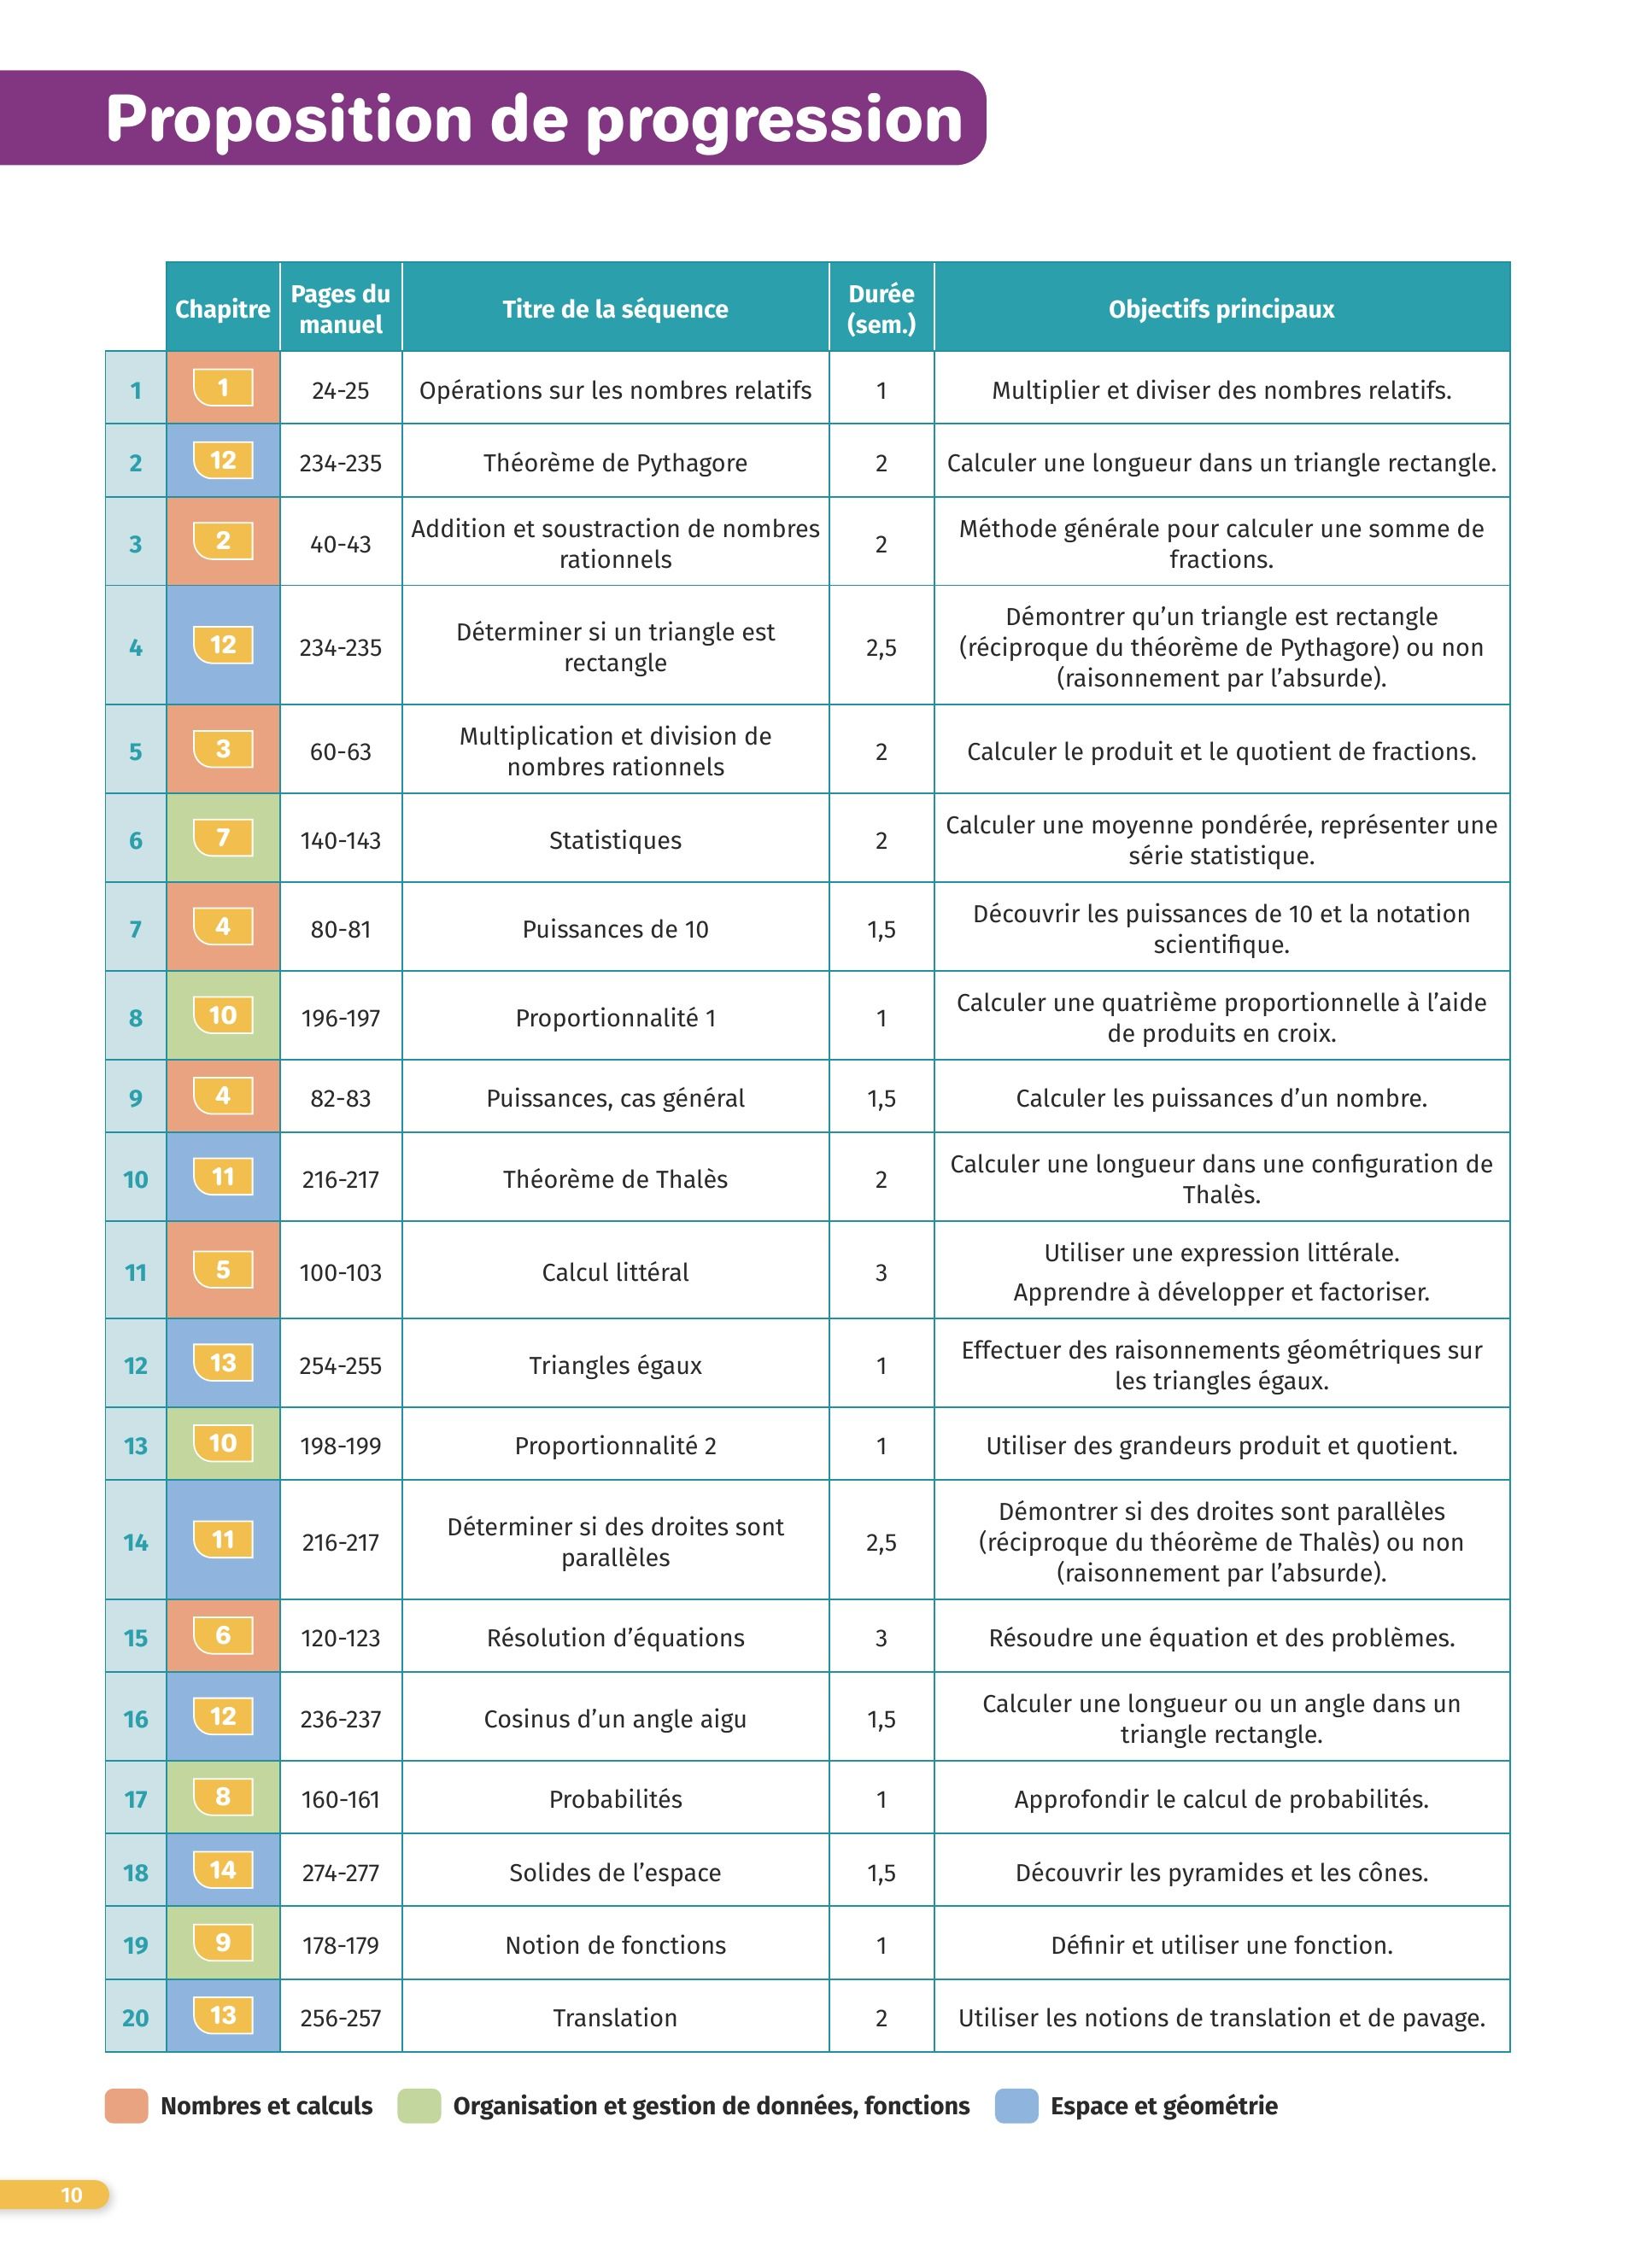 Proposition de progression
Chapitre
Pages du
manuel
Titre de la séquence
Durée
(sem.)
Objectifs principaux
1 1 24-25 Opérations sur les nombres relatifs 1 Multiplier et diviser des nombres relatifs.
2 12 234-235 Théorème de Pythagore 2 Calculer une longueur dans un triangle rectangle.
3 2 40-43
Addition et soustraction de nombres
rationnels
2
Méthode générale pour calculer une somme de
fractions.
4 12 234-235
Déterminer si un triangle est
rectangle
2,5
Démontrer qu’un triangle est rectangle
(réciproque du théorème de Pythagore) ou non
(raisonnement par l’absurde).
5 3 60-63
Multiplication et division de
nombres rationnels
2
Calculer le produit et le quotient de fractions.
6 7 140-143 Statistiques 2
Calculer une moyenne pondérée, représenter une
série statistique.
7 4 80-81 Puissances de 10 1,5
Découvrir les puissances de 10 et la notation
scientifique.
8 10 196-197 Proportionnalité 1 1
Calculer une quatrième proportionnelle à l’aide
de produits en croix.
9 4 82-83 Puissances, cas général 1,5 Calculer les puissances d’un nombre.
10 11 216-217 Théorème de Thalès 2
Calculer une longueur dans une configuration de
Thalès.
11 5 100-103 Calcul littéral 3
Utiliser une expression littérale.
Apprendre à développer et factoriser.
12 13 254-255 Triangles égaux 1
Effectuer des raisonnements géométriques sur
les triangles égaux.
13 10 198-199 Proportionnalité 2 1 Utiliser des grandeurs produit et quotient.
14 11 216-217
Déterminer si des droites sont
parallèles
2,5
Démontrer si des droites sont parallèles
(réciproque du théorème de Thalès) ou non
(raisonnement par l’absurde).
15 6 120-123 Résolution d’équations 3 Résoudre une équation et des problèmes.
16 12 236-237 Cosinus d’un angle aigu 1,5
Calculer une longueur ou un angle dans un
triangle rectangle.
17 8 160-161 Probabilités 1 Approfondir le calcul de probabilités.
18 14 274-277 Solides de l’espace 1,5 Découvrir les pyramides et les cônes.
19 9 178-179 Notion de fonctions 1 Définir et utiliser une fonction.
20 13 256-257 Translation 2 Utiliser les notions de translation et de pavage.
Nombres et calculs Organisation et gestion de données, fonctions Espace et géométrie
10